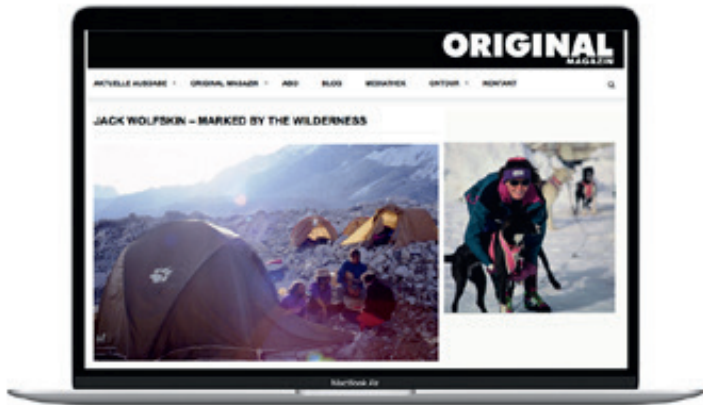 ORIGINAL
MAGAZIN
AKTUELLE AUSGABE ORIGINAL MAGAZIN ABO BLOG MEDIATHEK ONTOUR KONTAKT
JACK WOLFSKIN – MARKED BY THE WILDERNESS
MacBook Air